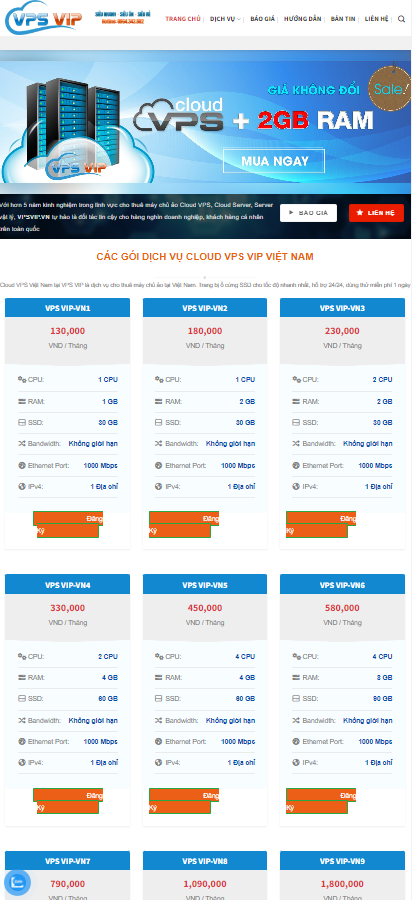 VPS VIP
SIÊU NHANH - SIÊU ỔN - SIÊU RẺ
Hotline: 0964.342.982
TRANG CHỦ
DỊCH VỤ
BÁO GIÁ
HƯỚNG DẪN
BẢN TIN
LIÊN HỆ
GIÁ KHÔNG ĐỔI
Sale
cloud
VPS + 2GB RAM
VPS VIP
MUA NGAY
Với hơn 5 năm kinh nghiệm trong lĩnh vực cho thuê máy chủ ảo Cloud VPS, Cloud Server, Server
vật lý, VPSVIP.VN tự hào là đối tác tin cậy cho hàng nghìn doanh nghiệp, khách hàng cá nhân
trên toàn quốc
BÁO GIÁ
LIÊN HỆ
CÁC GÓI DỊCH VỤ CLOUD VPS VIP VIỆT NAM
Cloud VPS Việt Nam tại VPS VIP là dịch vụ cho thuê máy chủ ảo tại Việt Nam. Trang bị ổ cứng SSD cho tốc độ nhanh nhất, hỗ trợ 24/24, dùng thử miễn phí 1 ngày
VPS VIP-VN1
130,000
VND / Tháng
CPU: 1 CPU
RAM: 1 GB
SSD: 30 GB
Bandwidth: Không giới hạn
Ethernet Port: 1000 Mbps
IPv4: 1 Địa chỉ
Đăng
Ký
VPS VIP-VN2
180,000
VND / Tháng
CPU: 1 CPU
RAM: 2 GB
SSD: 30 GB
Bandwidth: Không giới hạn
Ethernet Port: 1000 Mbps
IPv4: 1 Địa chỉ
Đăng
Ký
VPS VIP-VN3
230,000
VND / Tháng
CPU: 2 CPU
RAM: 2 GB
SSD: 30 GB
Bandwidth: Không giới hạn
Ethernet Port: 1000 Mbps
IPv4: 1 Địa chỉ
Đăng
Ký
VPS VIP-VN4
330,000
VND / Tháng
CPU: 2 CPU
RAM: 4 GB
SSD: 60 GB
Bandwidth: Không giới hạn
Ethernet Port: 1000 Mbps
IPv4: 1 Địa chỉ
Đăng
Ký
VPS VIP-VN5
450,000
VND / Tháng
CPU: 4 CPU
RAM: 4 GB
SSD: 60 GB
Bandwidth: Không giới hạn
Ethernet Port: 1000 Mbps
IPv4: 1 Địa chỉ
Đăng
Ký
VPS VIP-VN6
580,000
VND / Tháng
CPU: 4 CPU
RAM: 8 GB
SSD: 90 GB
Bandwidth: Không giới hạn
Ethernet Port: 1000 Mbps
IPv4: 1 Địa chỉ
Đăng
Ký
VPS VIP-VN7
790,000
VND / Tháng
VPS VIP-VN8
1,090,000
VND / Tháng
VPS VIP-VN9
1,800,000
VND / Tháng